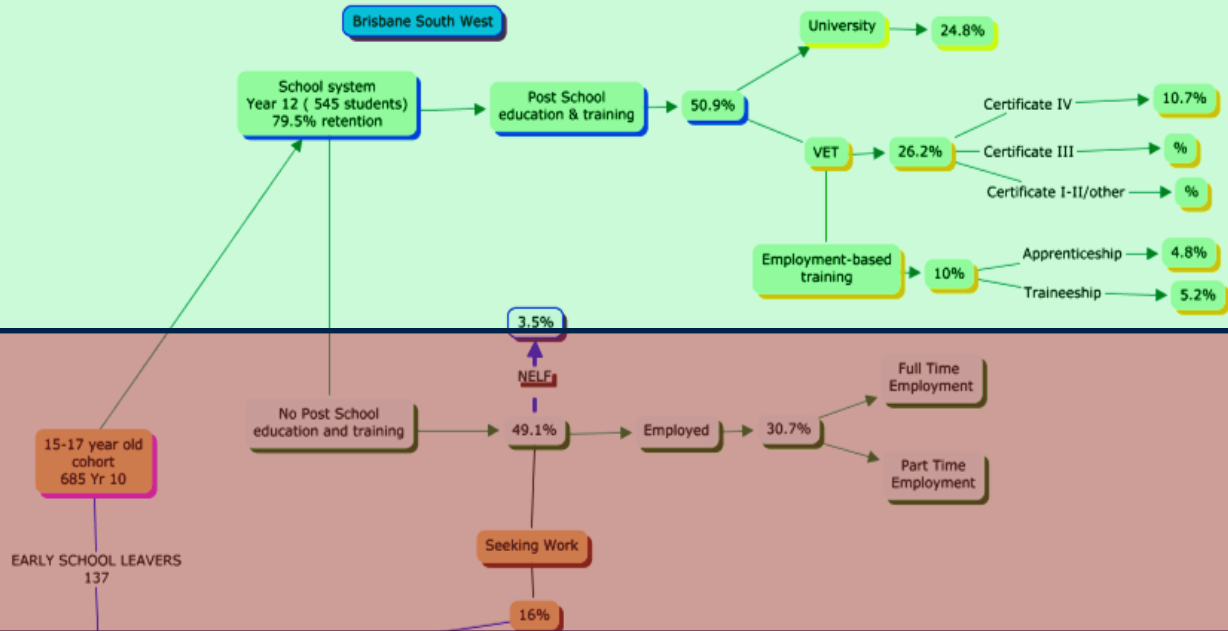 Brisbane South West
University
24.8%
School system
Year 12 ( 545 students)
79.5% retention
Post School
education & training
50.9%
Certificate IV
10.7%
VET
26.2%
Certificate III
%
Certificate I-II/other
%
Employment-based
training
10%
Apprenticeship
4.8%
Traineeship
5.2%
3.5%
NELF
No Post School
education and training
49.1%
Employed
30.7%
Full Time
Employment
Part Time
Employment
15-17 year old
cohort
685 Yr 10
EARLY SCHOOL LEAVERS
137
Seeking Work
16%